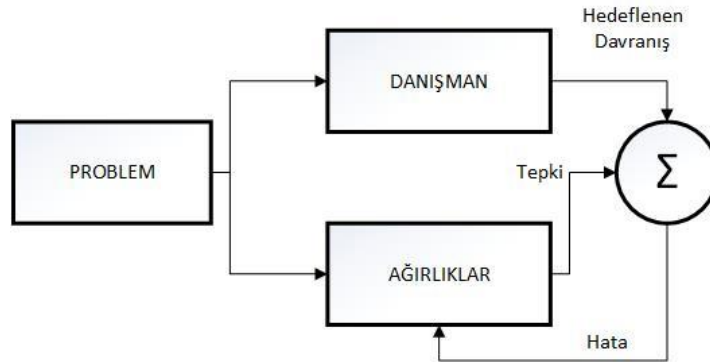 Hedeflenen
Davranış
DANIŞMAN
PROBLEM
Tepki
Σ
AĞIRLIKLAR
Hata